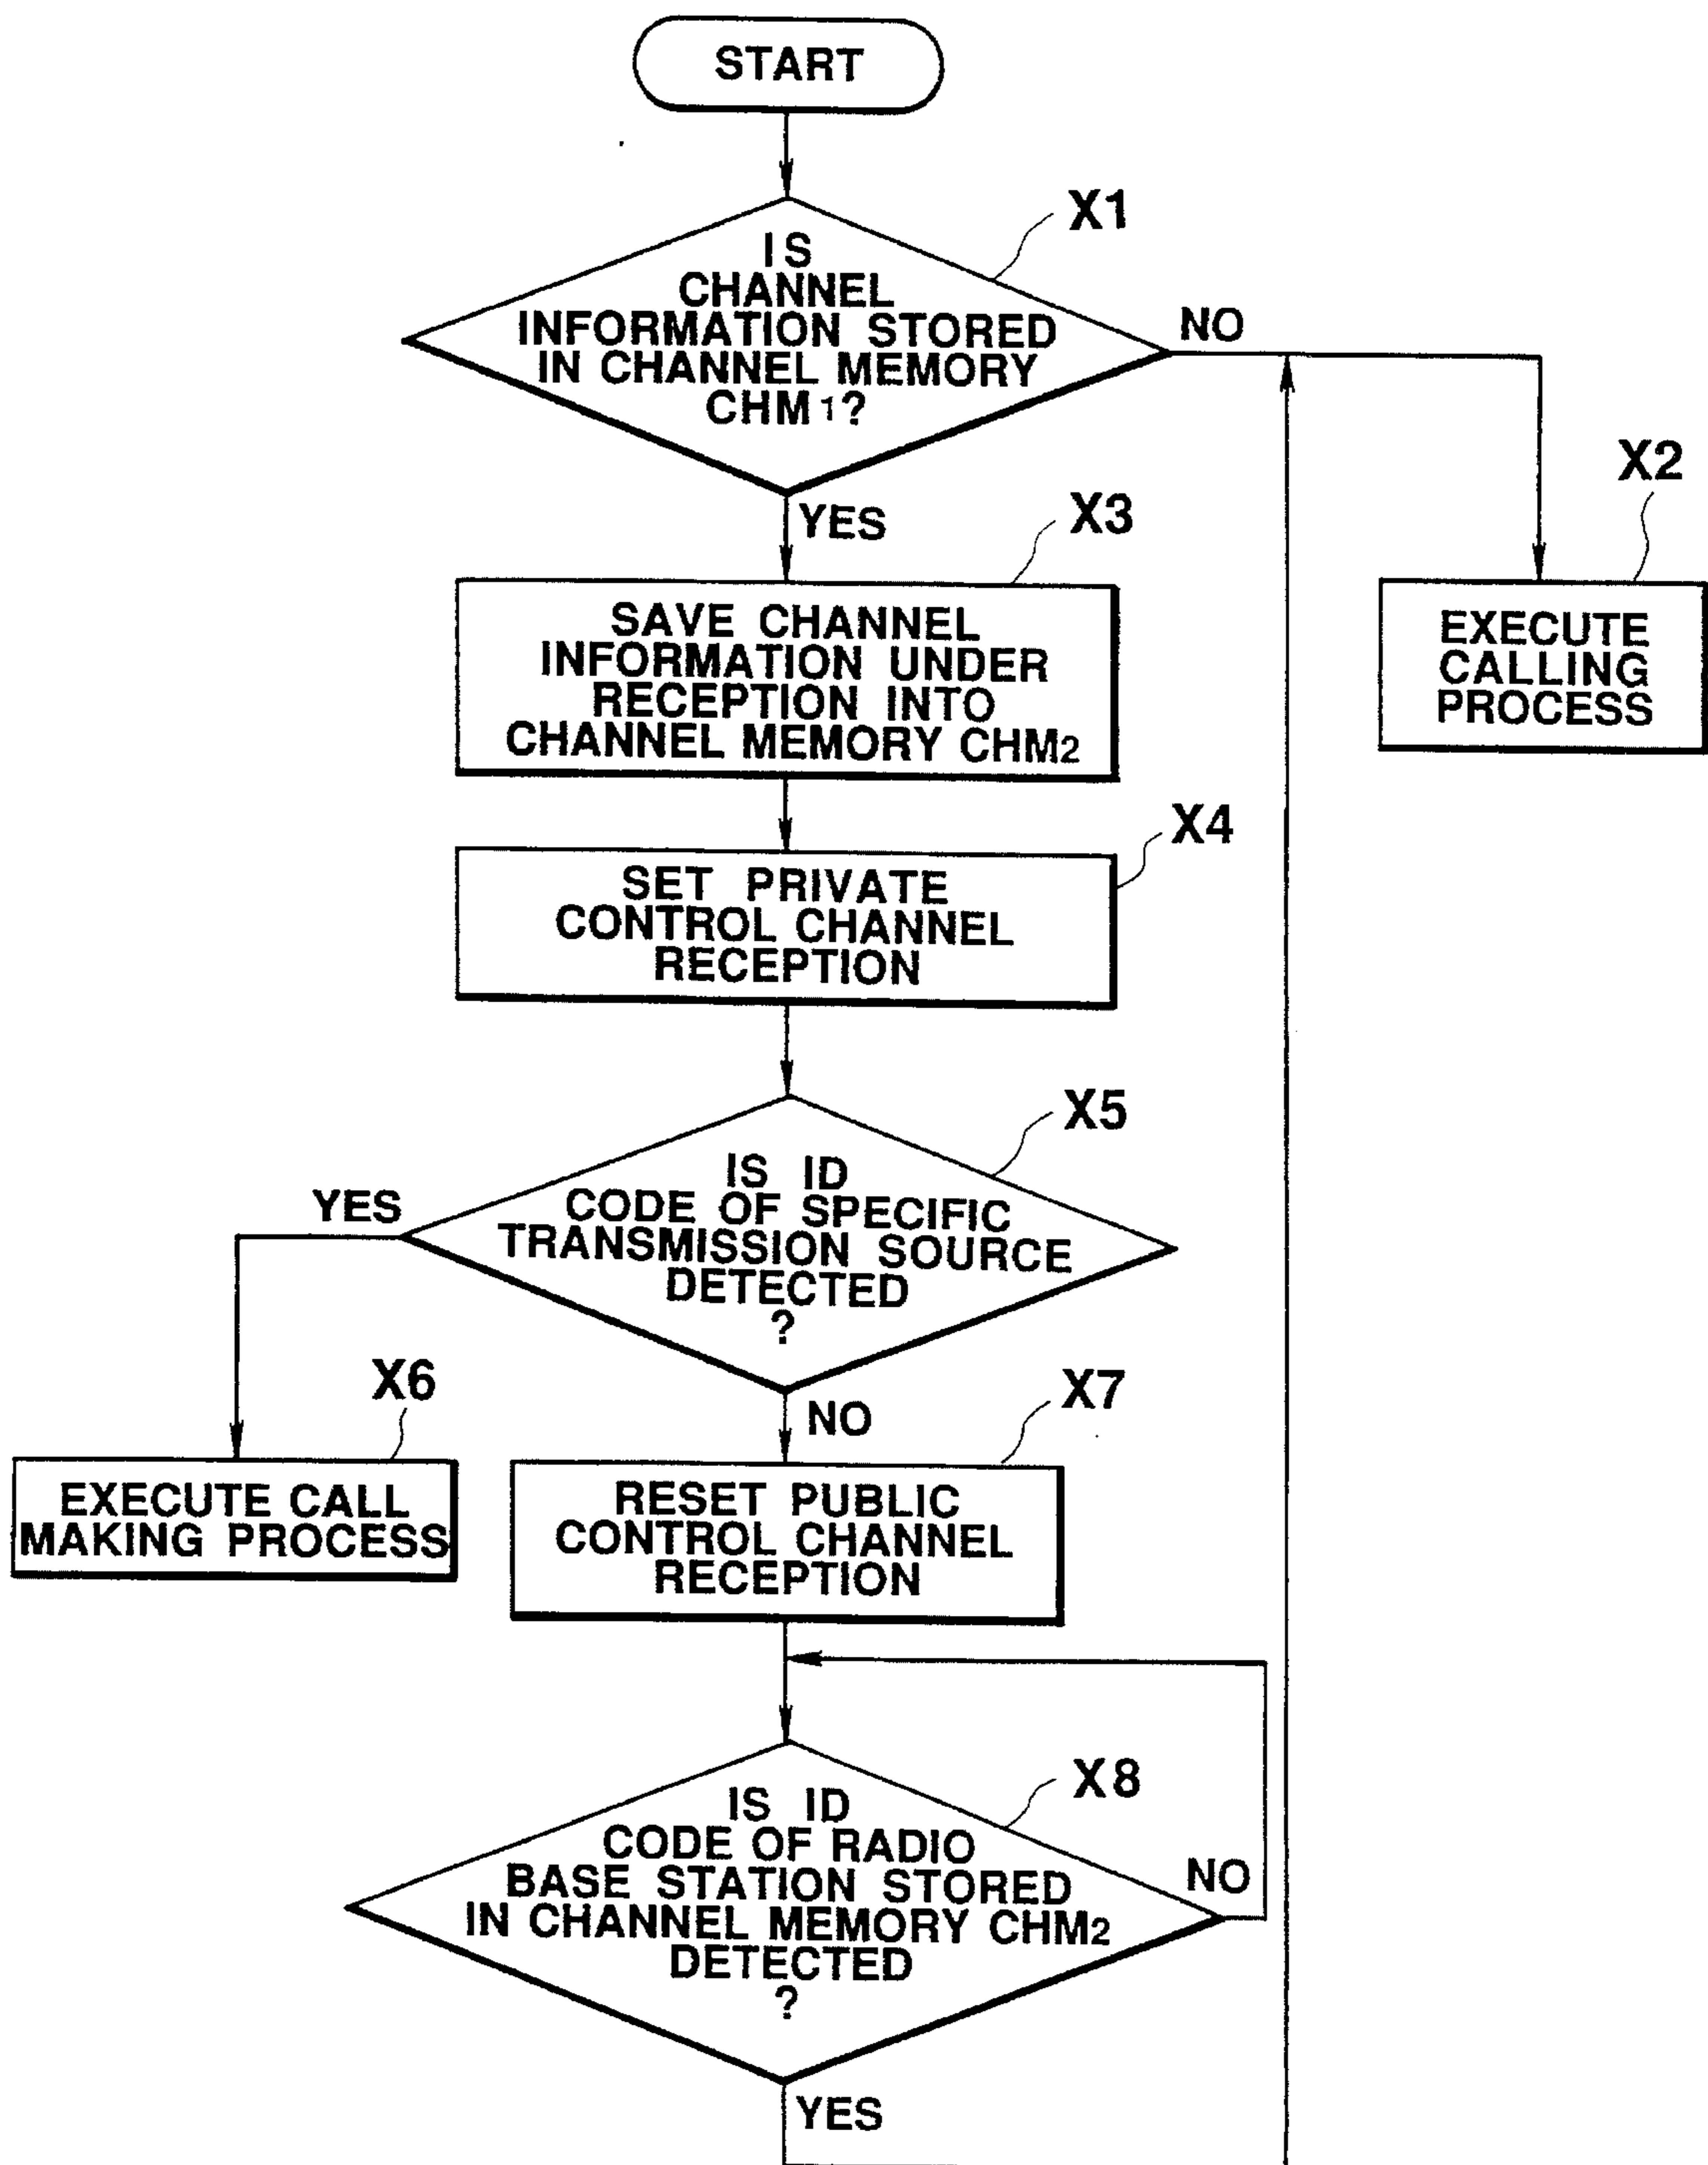 START
X1
IS
CHANNEL
INFORMATION STORED
IN CHANNEL MEMORY
CHM1?
NO
X2
YES
X3
SAVE CHANNEL
INFORMATION UNDER
RECEPTION INTO
CHANNEL MEMORY CHM2
EXECUTE
CALLING
PROCESS
X4
SET PRIVATE
CONTROL CHANNEL
RECEPTION
X5
IS ID
CODE OF SPECIFIC
TRANSMISSION SOURCE
DETECTED
?
YES
X6
NO
X7
EXECUTE CALL
MAKING PROCESS
RESET PUBLIC
CONTROL CHANNEL
RECEPTION
X8
IS ID
CODE OF RADIO
BASE STATION STORED
IN CHANNEL MEMORY CHM2
DETECTED
?
NO
YES